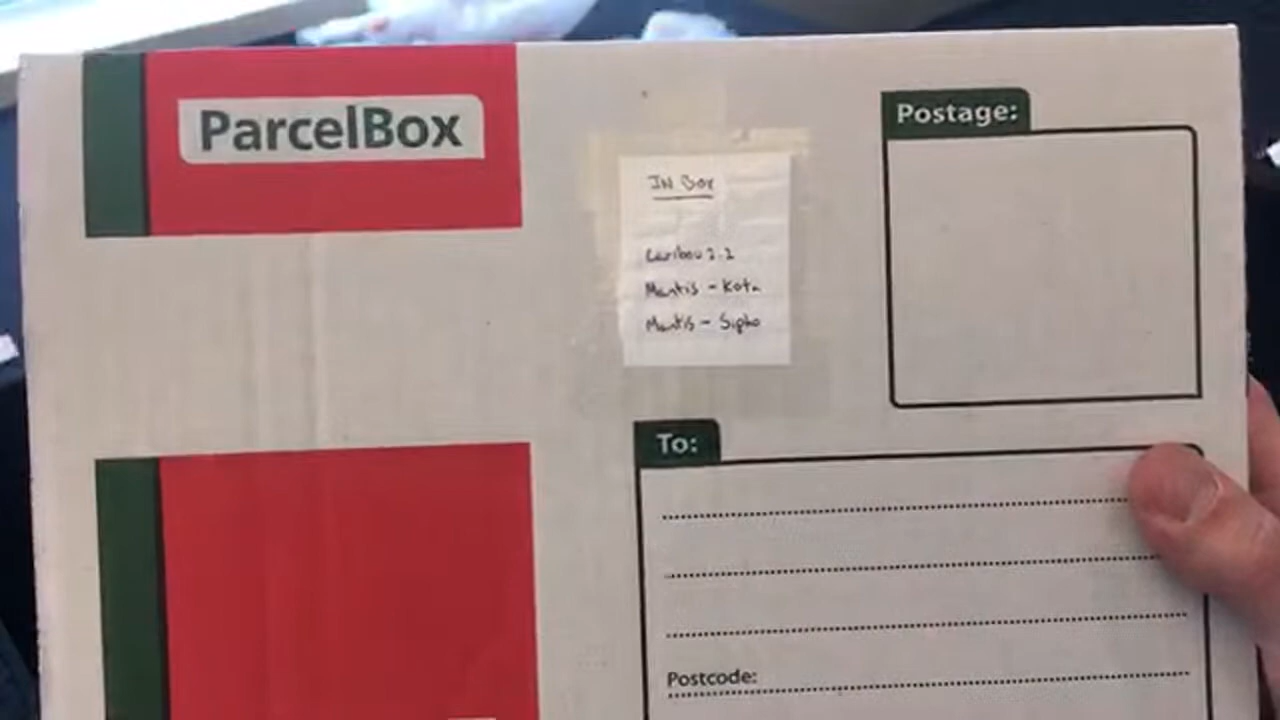 ParcelBox
IN Box
Caribou 2.2
Mantis - Kota
Mantis - Sipho
Postage:
To:
Postcode: